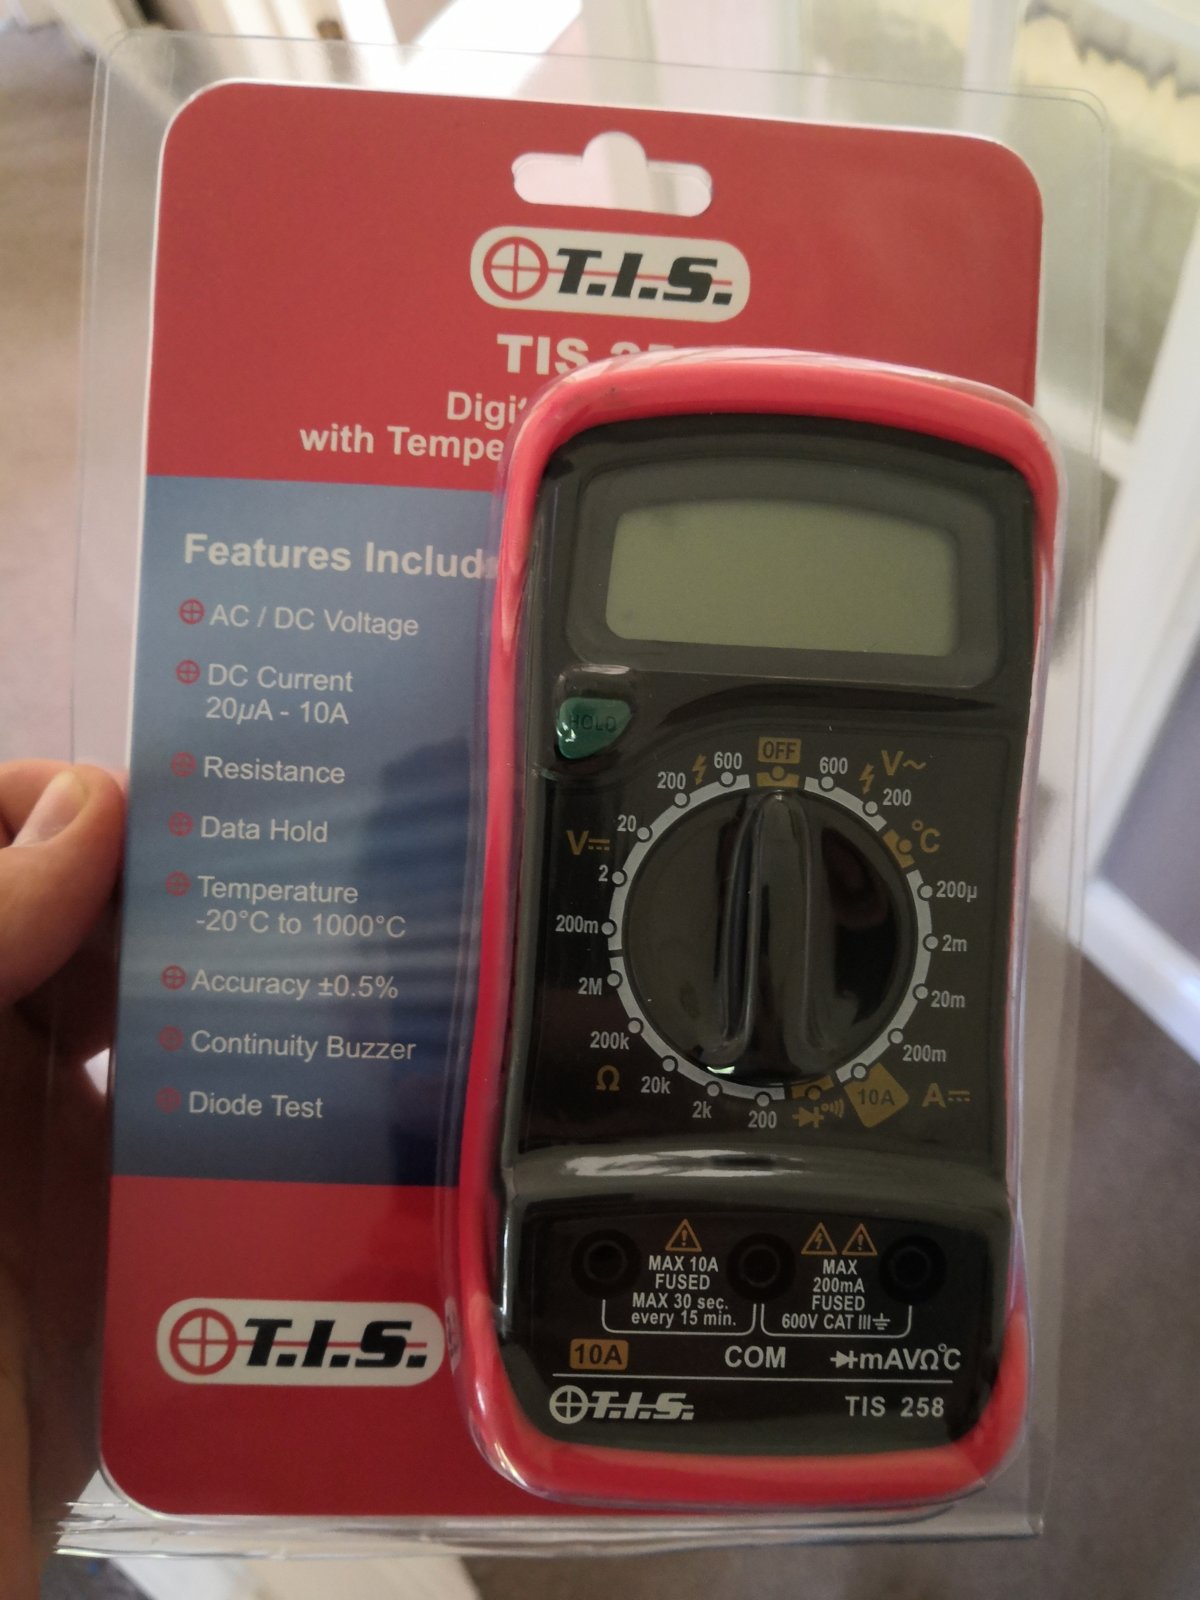 T.I.S.
TIS
Digi
with Tempe
Features Includ
AC / DC Voltage
DC Current
20µA - 10A
Resistance
Data Hold
Temperature
-20°C to 1000°C
Accuracy ±0.5%
Continuity Buzzer
Diode Test
T.I.S.
HOLD
OFF
600
V~
200
°C
200µ
2m
20m
200m
A⎓
10A
200
2k
20k
Ω
200k
2M
200m
2
V⎓
20
200
600
MAX 10A
FUSED
MAX 30 sec.
every 15 min.
MAX
200mA
FUSED
600V CAT III
10A
COM
mAVΩ°C
T.I.S.
TIS 258